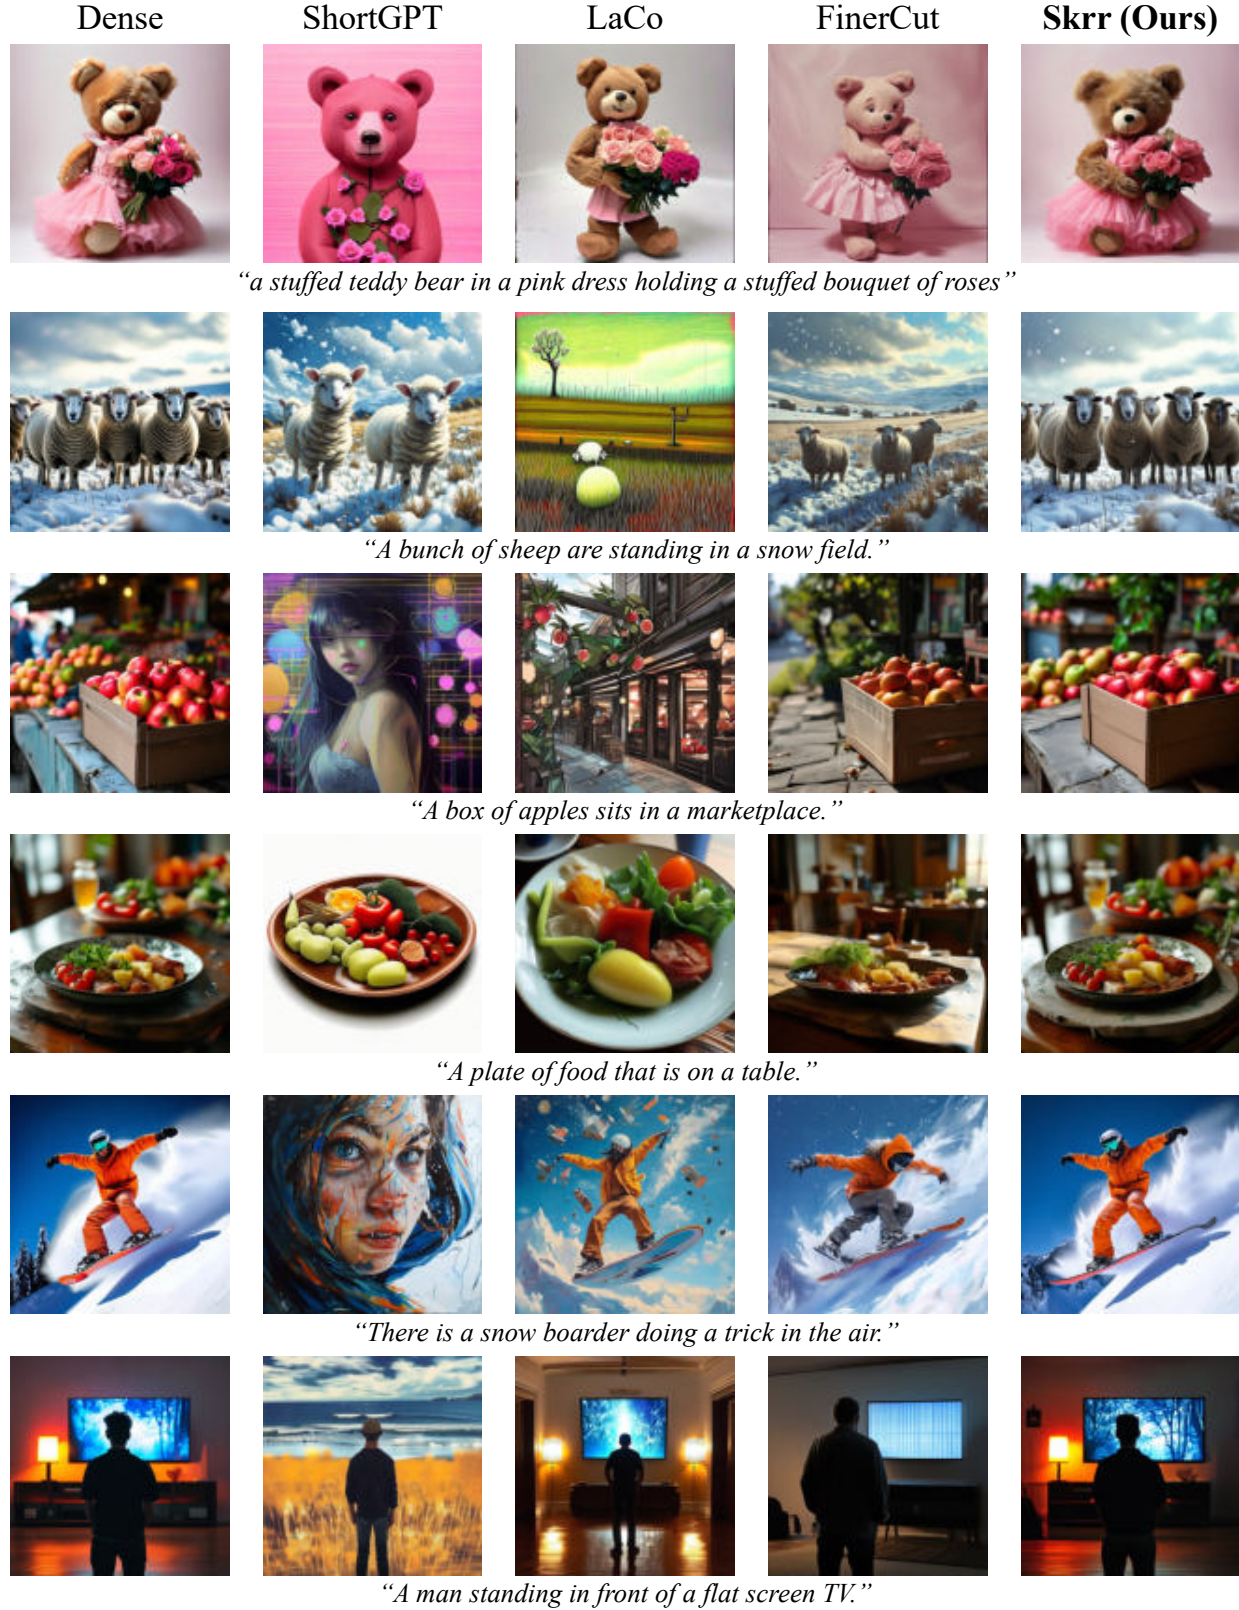 Dense ShortGPT LaCo FinerCut Skrr (Ours)
“a stuffed teddy bear in a pink dress holding a stuffed bouquet of roses”
“A bunch of sheep are standing in a snow field.”
“A box of apples sits in a marketplace.”
“A plate of food that is on a table.”
“There is a snow boarder doing a trick in the air.”
“A man standing in front of a flat screen TV.”